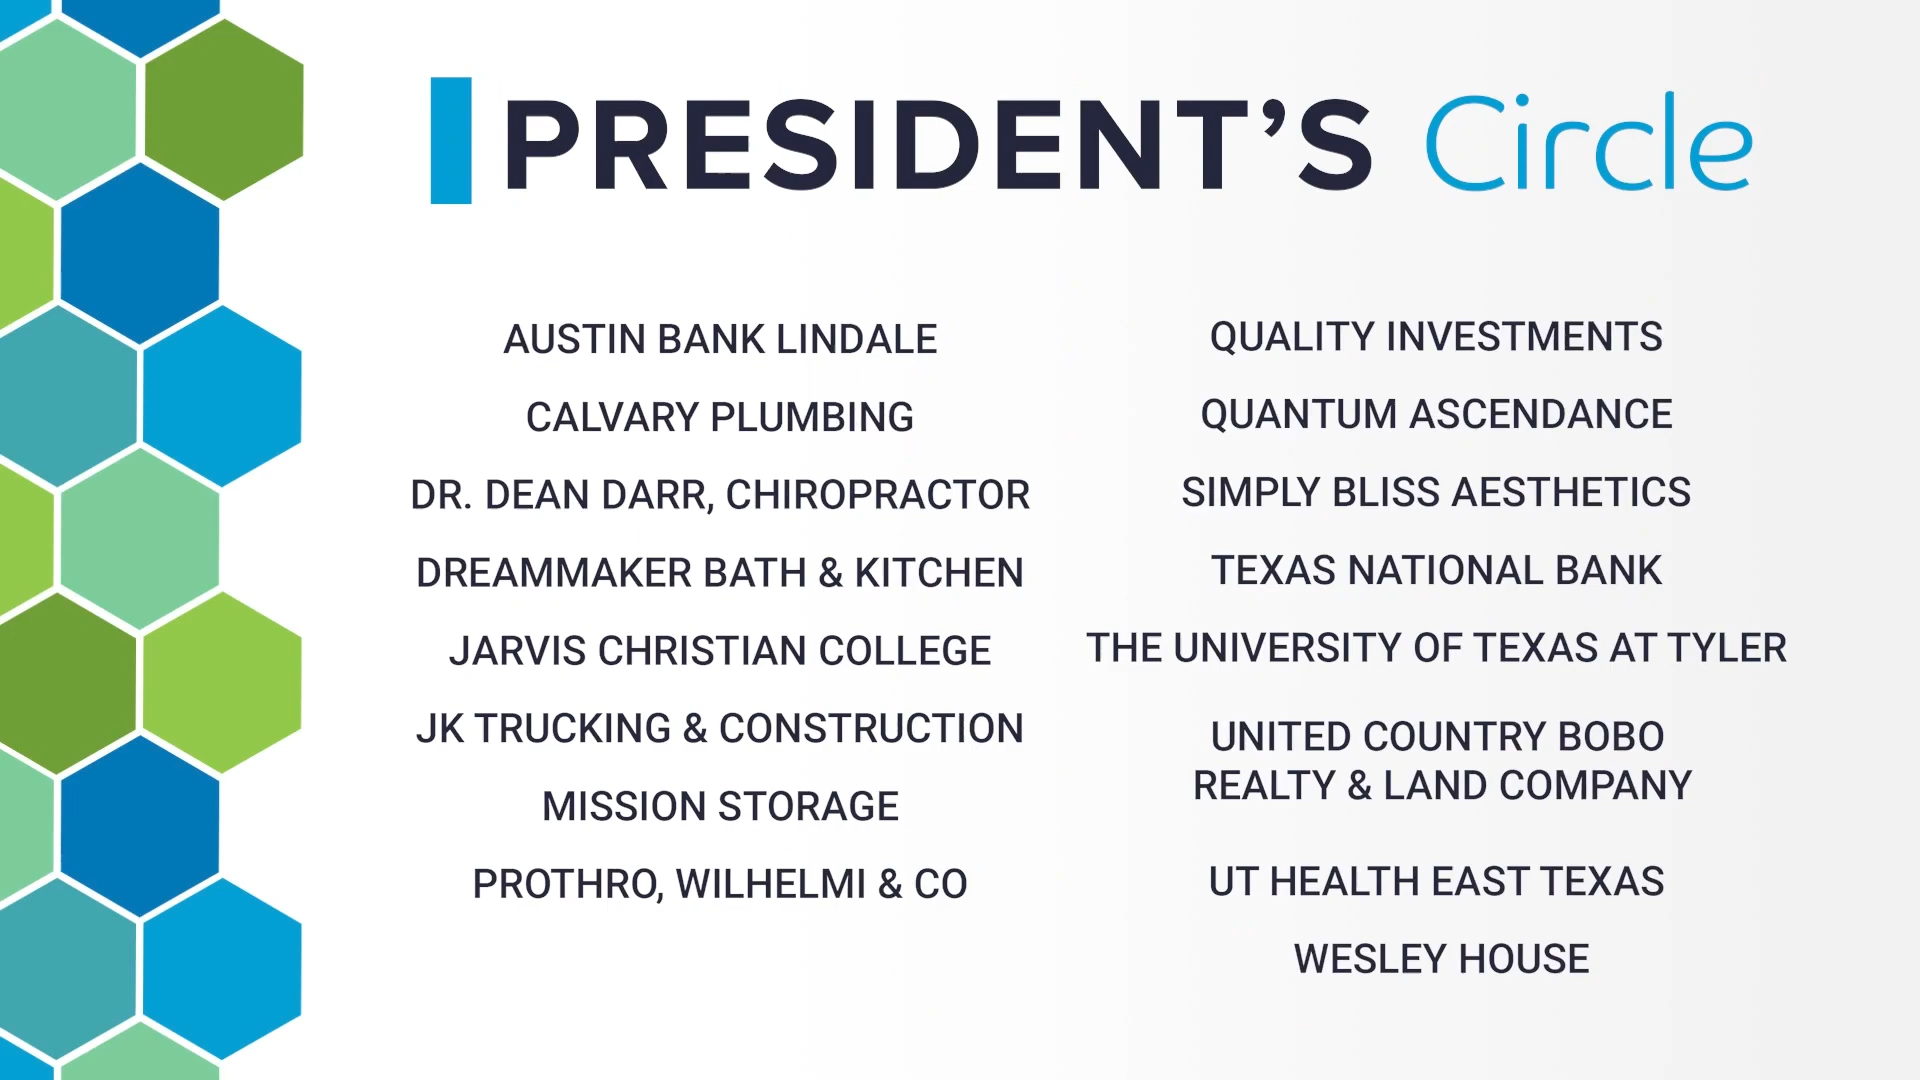 PRESIDENT'S Circle
AUSTIN BANK LINDALE
CALVARY PLUMBING
DR. DEAN DARR, CHIROPRACTOR
DREAMMAKER BATH & KITCHEN
JARVIS CHRISTIAN COLLEGE
JK TRUCKING & CONSTRUCTION
MISSION STORAGE
PROTHRO, WILHELMI & CO
QUALITY INVESTMENTS
QUANTUM ASCENDANCE
SIMPLY BLISS AESTHETICS
TEXAS NATIONAL BANK
THE UNIVERSITY OF TEXAS AT TYLER
UNITED COUNTRY BOBO
REALTY & LAND COMPANY
UT HEALTH EAST TEXAS
WESLEY HOUSE